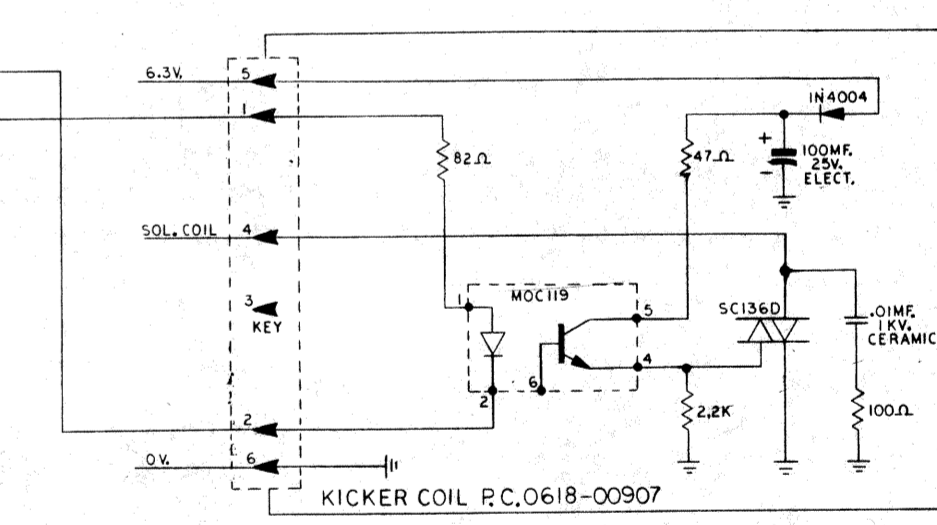 6.3V. 5
1
IN4004
82Ω
47Ω
+
-
100MF.
25V.
ELECT.
SOL. COIL 4
3
KEY
1
MOC119
5
SC136D
.01MF.
1KV.
CERAMIC
4
6
2
2.2K
100Ω
2
0V. 6
KICKER COIL P.C. 0618-00907